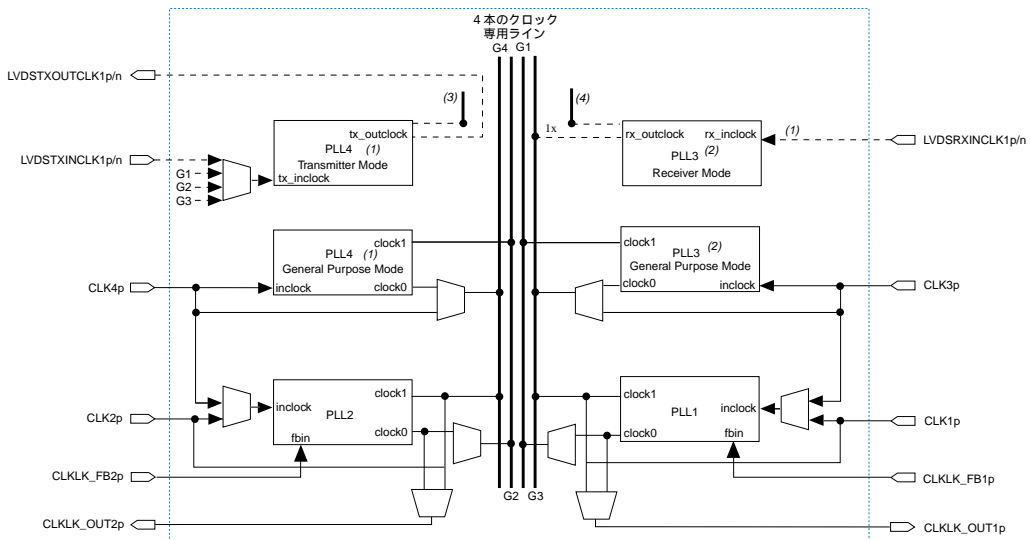 4本のクロック
専用ライン
G4 G1
LVDSTXOUTCLK1p/n
(3)
(4)
tx_outclock
PLL4 (1)
Transmitter Mode
tx_inclock
1x
rx_outclock rx_inclock
PLL3 (2)
Receiver Mode
(1)
LVDSRXINCLK1p/n
LVDSTXINCLK1p/n
G1
G2
G3
clock1
PLL4 (1)
General Purpose Mode
inclock clock0
clock1
PLL3 (2)
General Purpose Mode
clock0 inclock
CLK4p
CLK3p
clock1
inclock
PLL2
clock0
fbin
clock1
inclock
PLL1
clock0
fbin
CLK2p
CLK1p
CLKLK_FB2p
CLKLK_FB1p
G2 G3
CLKLK_OUT2p
CLKLK_OUT1p